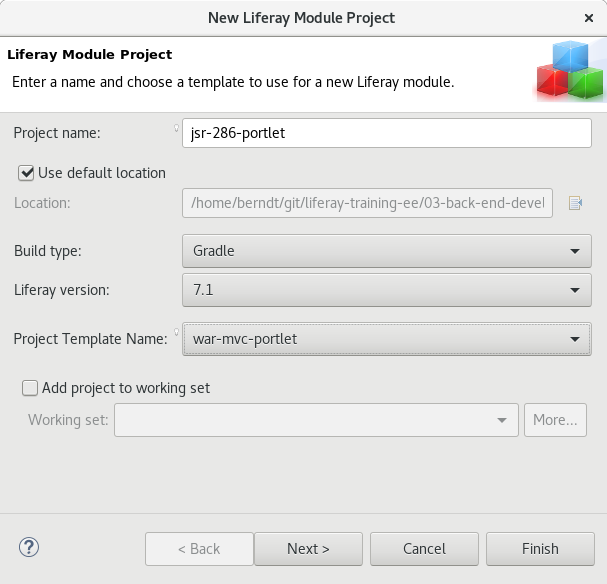 New Liferay Module Project
Liferay Module Project
Enter a name and choose a template to use for a new Liferay module.
Project name: jsr-286-portlet
Use default location
Location: /home/berndt/git/liferay-training-ee/03-back-end-devel
Build type: Gradle
Liferay version: 7.1
Project Template Name: war-mvc-portlet
Add project to working set
Working set: More...
< Back Next > Cancel Finish